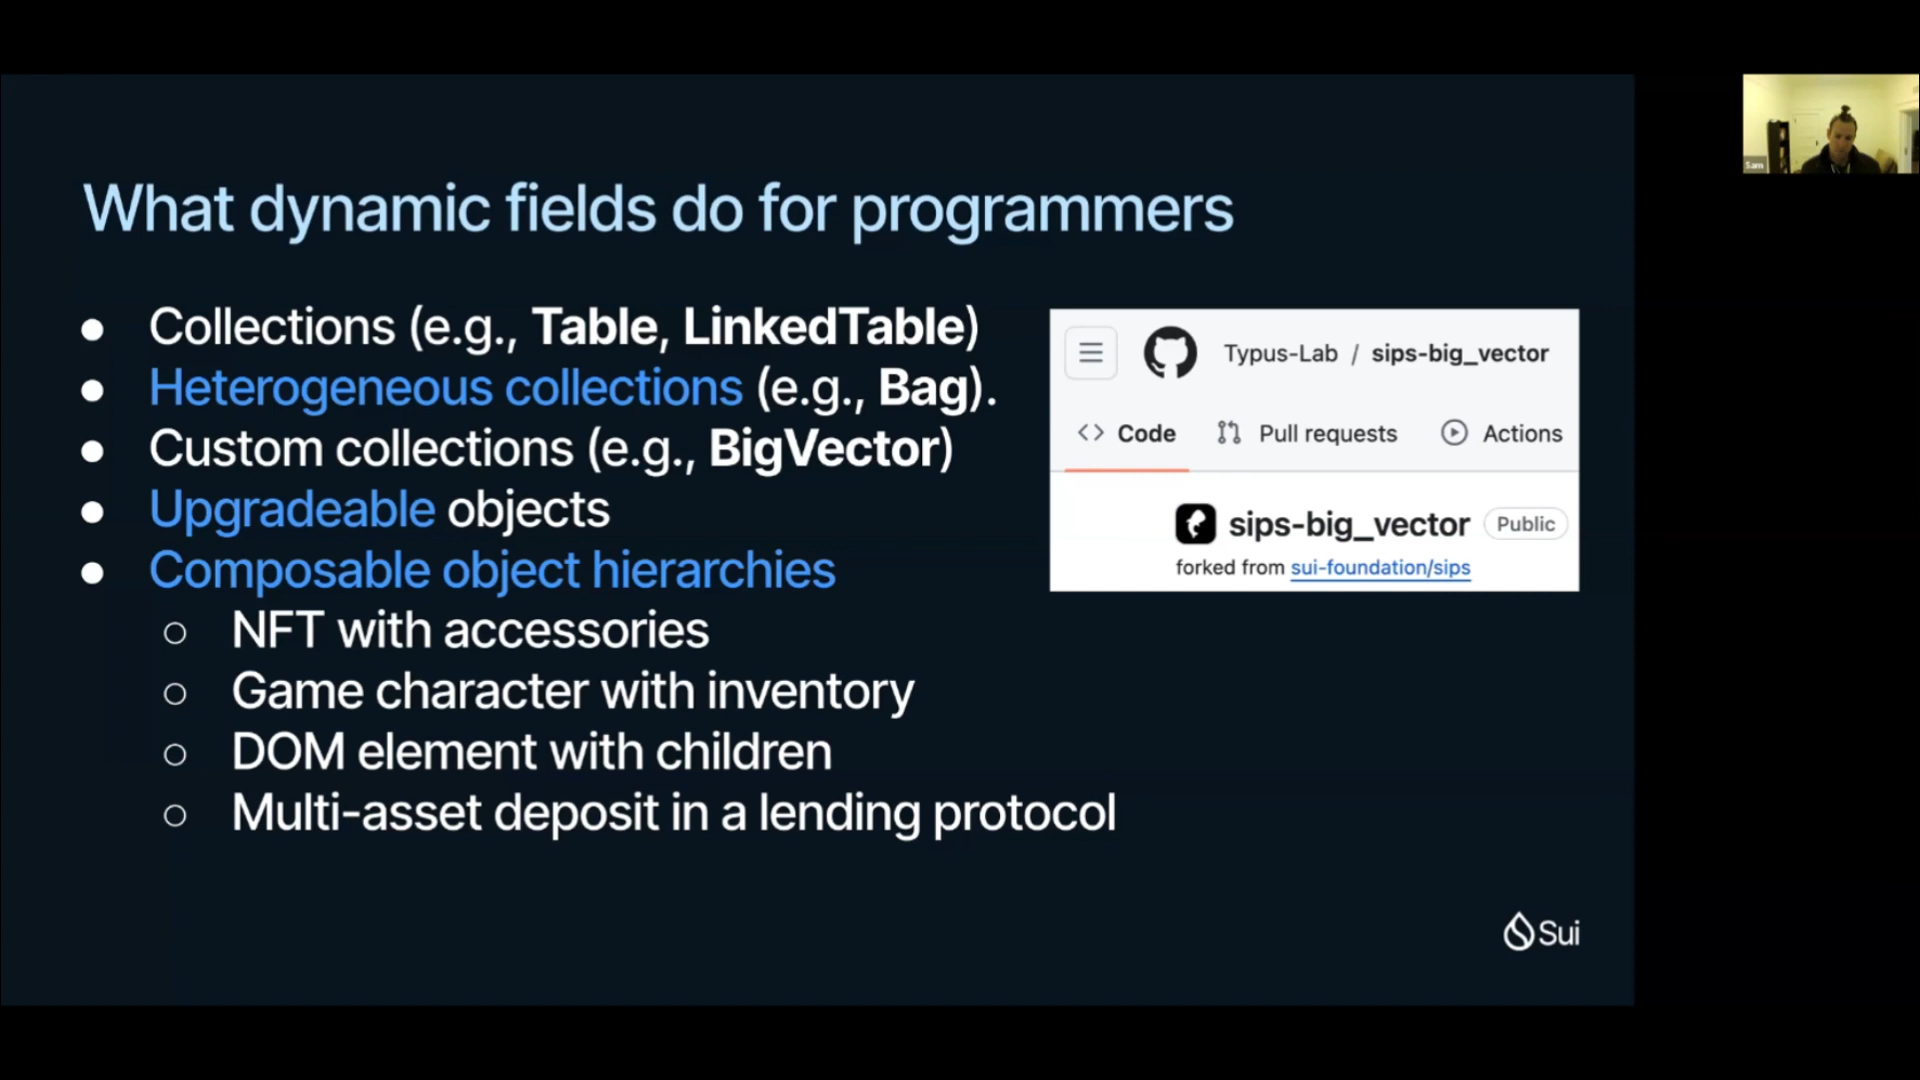 What dynamic fields do for programmers
● Collections (e.g., Table, LinkedTable)
● Heterogeneous collections (e.g., Bag).
● Custom collections (e.g., BigVector)
● Upgradeable objects
● Composable object hierarchies
○ NFT with accessories
○ Game character with inventory
○ DOM element with children
○ Multi-asset deposit in a lending protocol
Typus-Lab / sips-big_vector
<> Code Pull requests Actions
sips-big_vector Public
forked from sui-foundation/sips
Sui
Sam